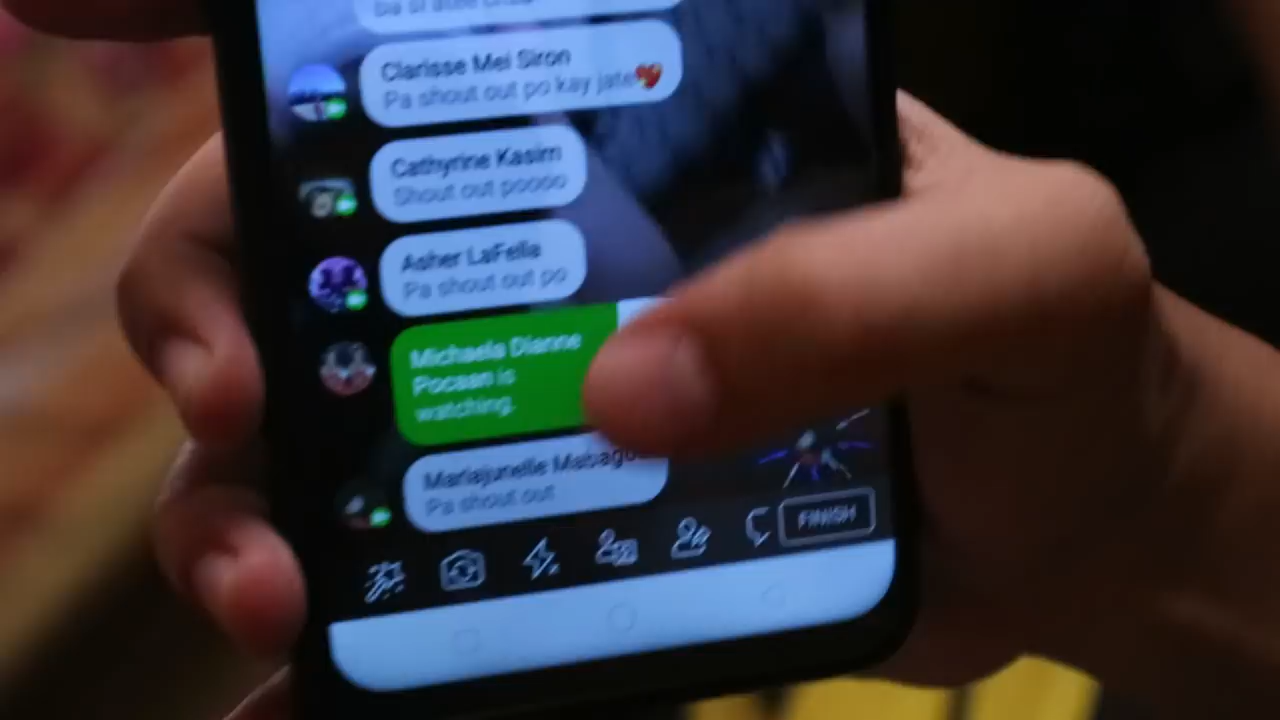 Clarisse Mei Siron
Pa shout out po kay jate
Cathyrine Kasim
Shout out poooo
Asher LaFella
Pa shout out po
Michaela Dianne
Pocaan is
watching.
Mariajunelle
Pa shout out
FINISH